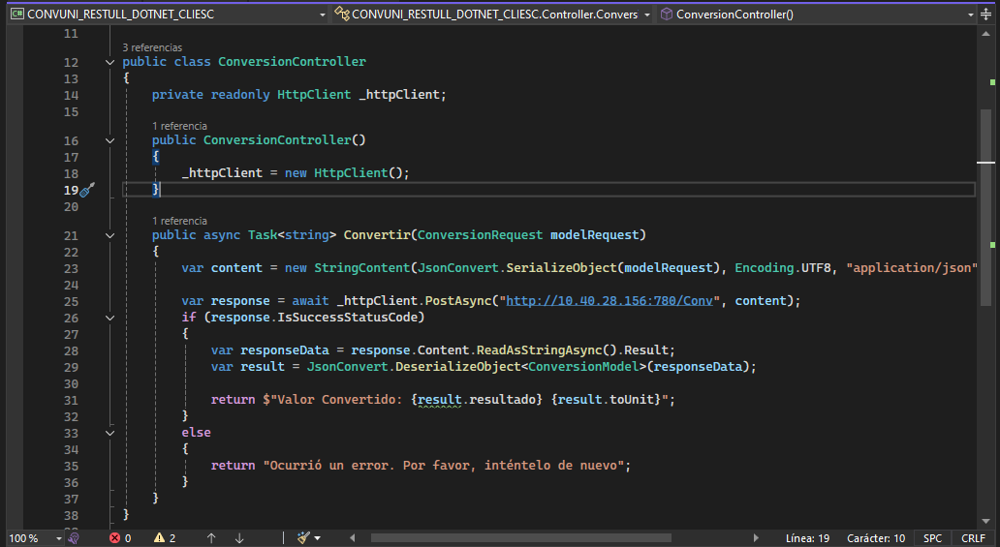 CONVUNI_RESTULL_DOTNET_CLIESC CONVUNI_RESTULL_DOTNET_CLIESC.Controller.Convers ConversionController()
11
3 referencias
12 public class ConversionController
13 {
14 private readonly HttpClient _httpClient;
15
1 referencia
16 public ConversionController()
17 {
18 _httpClient = new HttpClient();
19 }
20
1 referencia
21 public async Task<string> Convertir(ConversionRequest modelRequest)
22 {
23 var content = new StringContent(JsonConvert.SerializeObject(modelRequest), Encoding.UTF8, "application/json"
24
25 var response = await _httpClient.PostAsync("http://10.40.28.156:780/Conv", content);
26 if (response.IsSuccessStatusCode)
27 {
28 var responseData = response.Content.ReadAsStringAsync().Result;
29 var result = JsonConvert.DeserializeObject<ConversionModel>(responseData);
30
31 return $"Valor Convertido: {result.resultado} {result.toUnit}";
32 }
33 else
34 {
35 return "Ocurrió un error. Por favor, inténtelo de nuevo";
36 }
37 }
38 }
100 % 0 2 Línea: 19 Carácter: 10 SPC CRLF